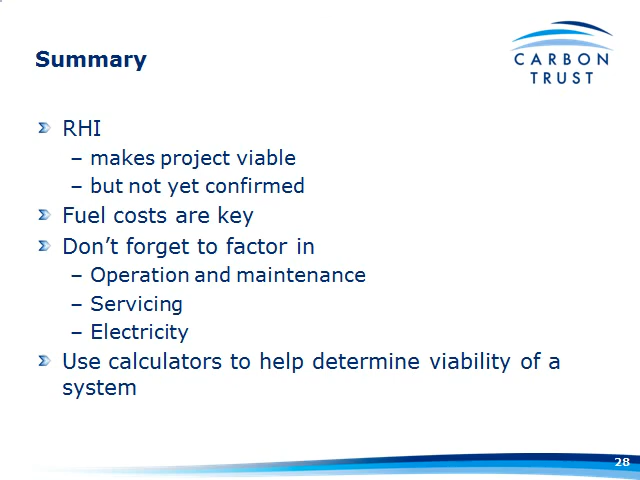 Summary
CARBON
TRUST
RHI
– makes project viable
– but not yet confirmed
Fuel costs are key
Don’t forget to factor in
– Operation and maintenance
– Servicing
– Electricity
Use calculators to help determine viability of a
system
28